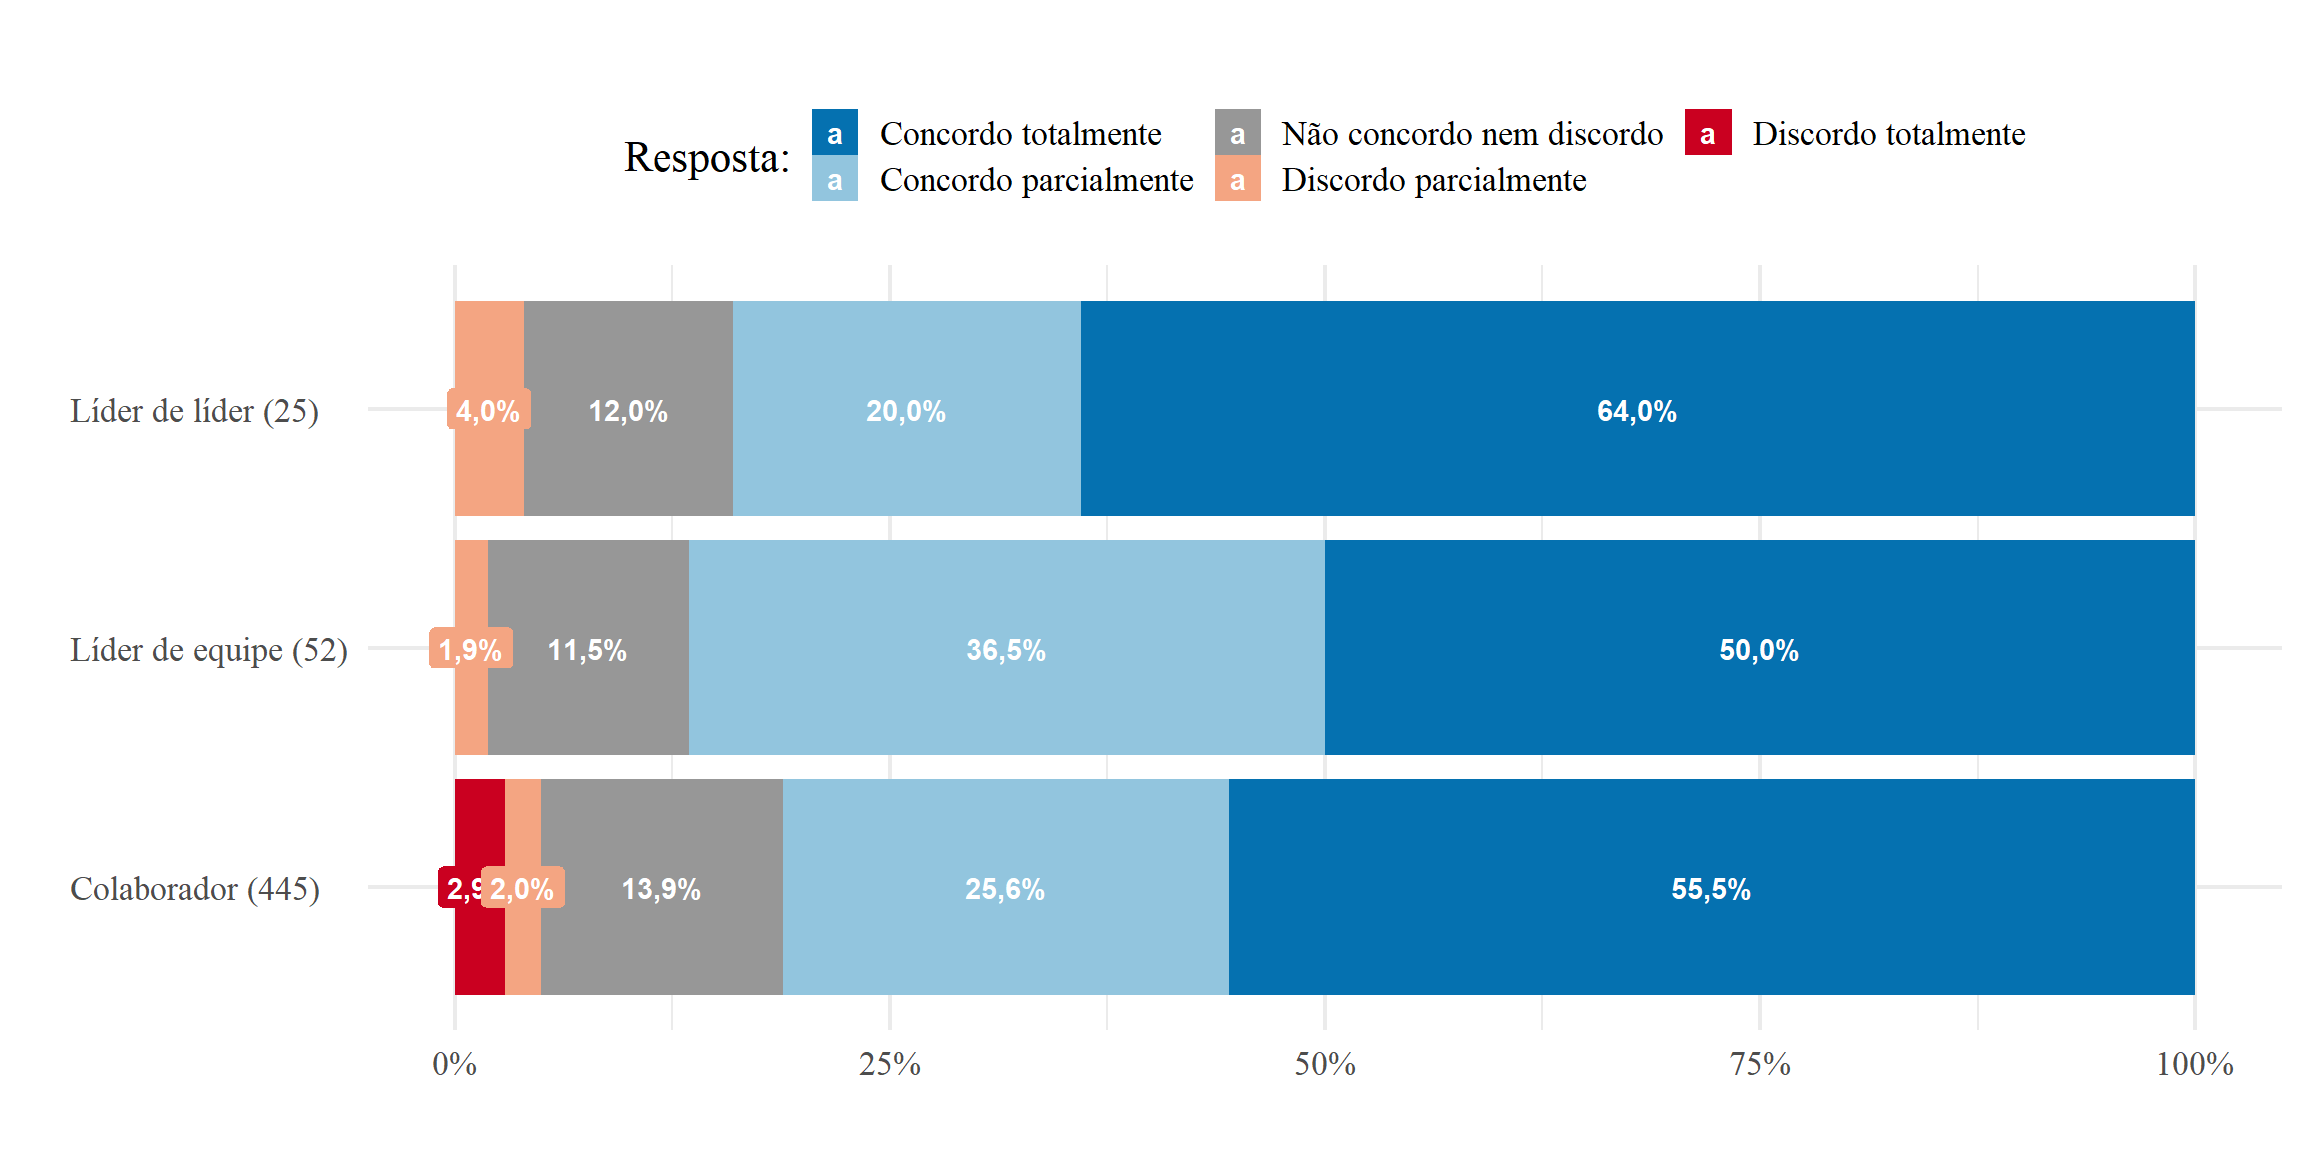 Resposta:
a Concordo totalmente a Não concordo nem discordo a Discordo totalmente
a Concordo parcialmente a Discordo parcialmente
Líder de líder (25) 4,0% 12,0% 20,0% 64,0%
Líder de equipe (52) 1,9% 11,5% 36,5% 50,0%
Colaborador (445) 2,9 2,0% 13,9% 25,6% 55,5%
0% 25% 50% 75% 100%